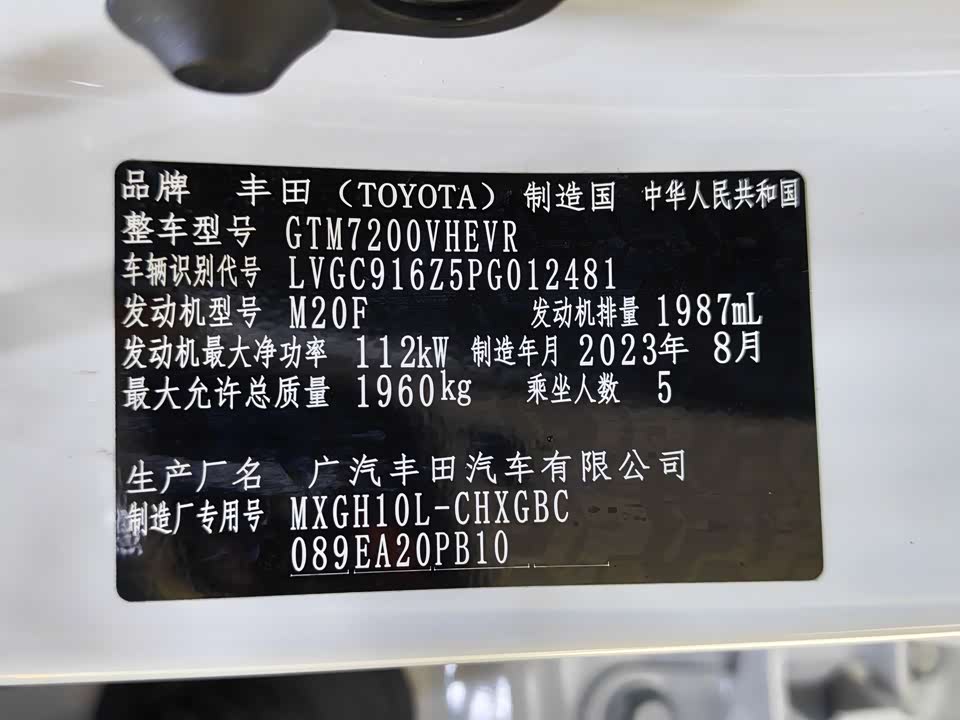 品牌 丰田（TOYOTA）制造国 中华人民共和国
整车型号 GTM7200VHEVR
车辆识别代号 LVGC916Z5PG012481
发动机型号 M20F 发动机排量 1987mL
发动机最大净功率 112kW 制造年月 2023年 8月
最大允许总质量 1960kg 乘坐人数 5
生产厂名 广汽丰田汽车有限公司
制造厂专用号 MXGH10L-CHXGBC
089EA20PB10